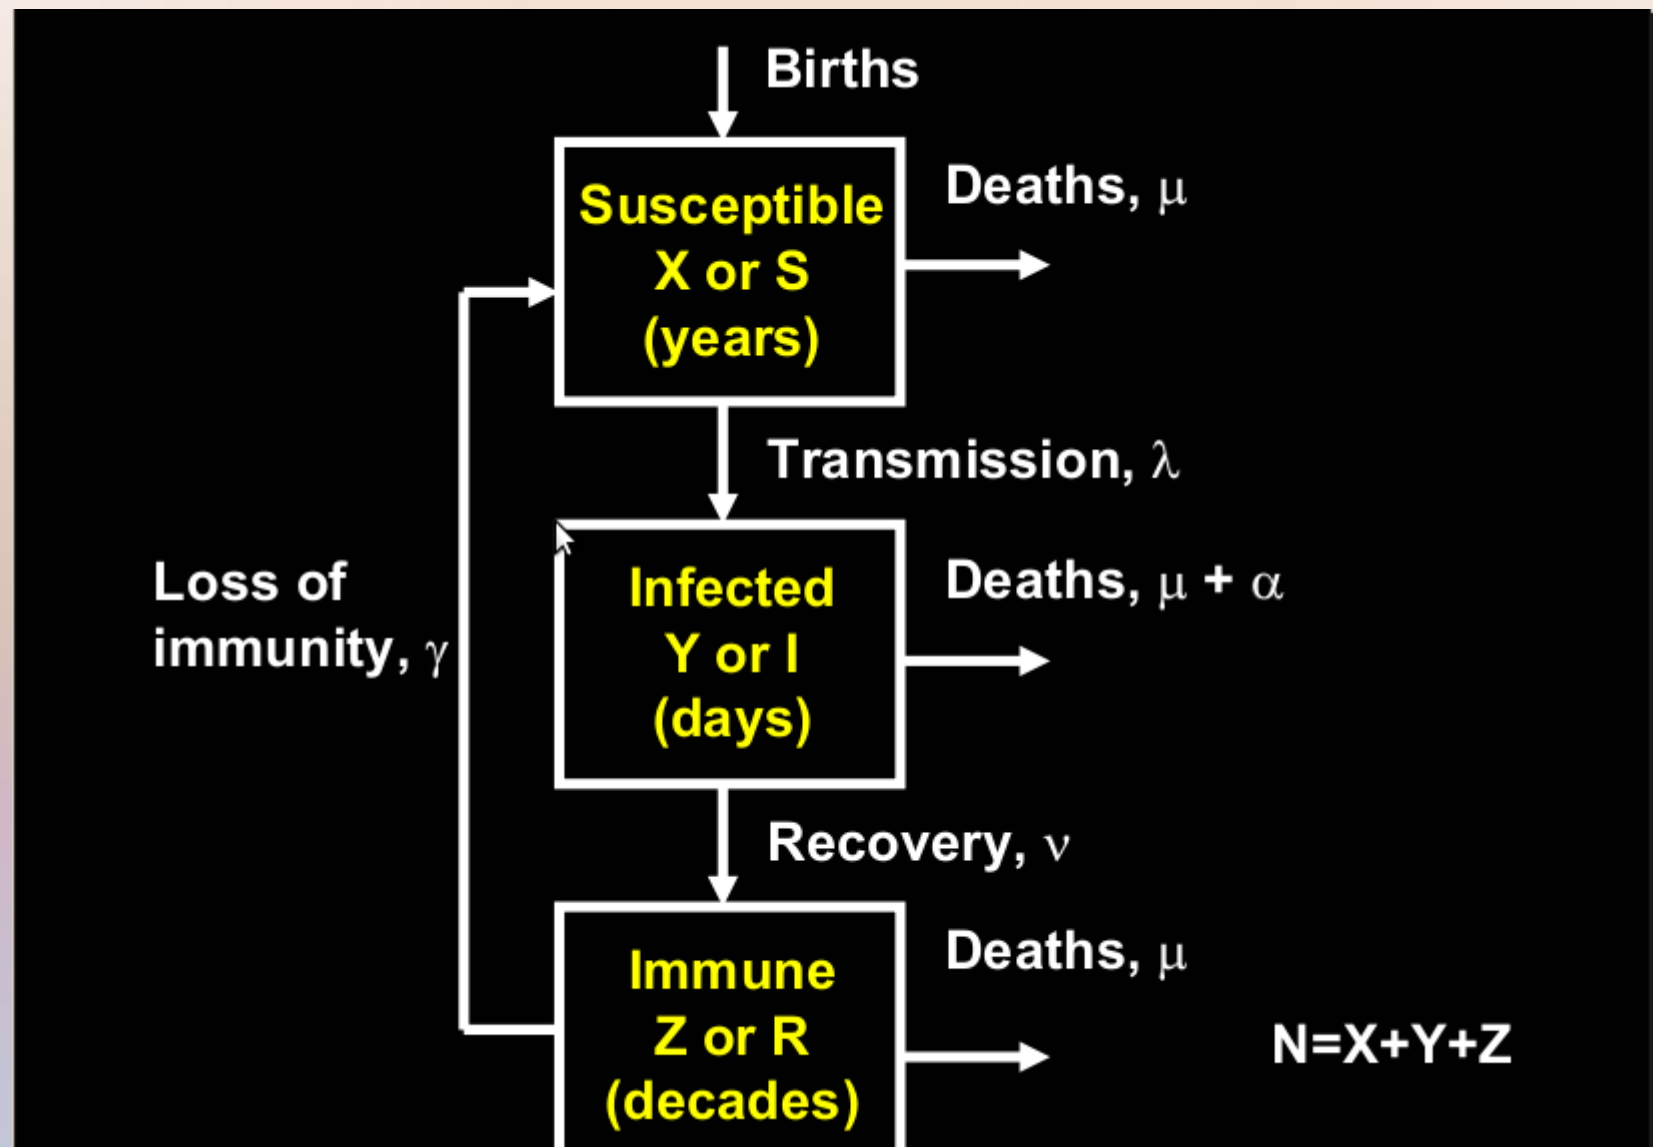 Births
Deaths, μ
Susceptible
X or S
(years)
Transmission, λ
Loss of
immunity, γ
Infected
Y or I
(days)
Deaths, μ + α
Recovery, ν
Immune
Z or R
(decades)
Deaths, μ
N=X+Y+Z